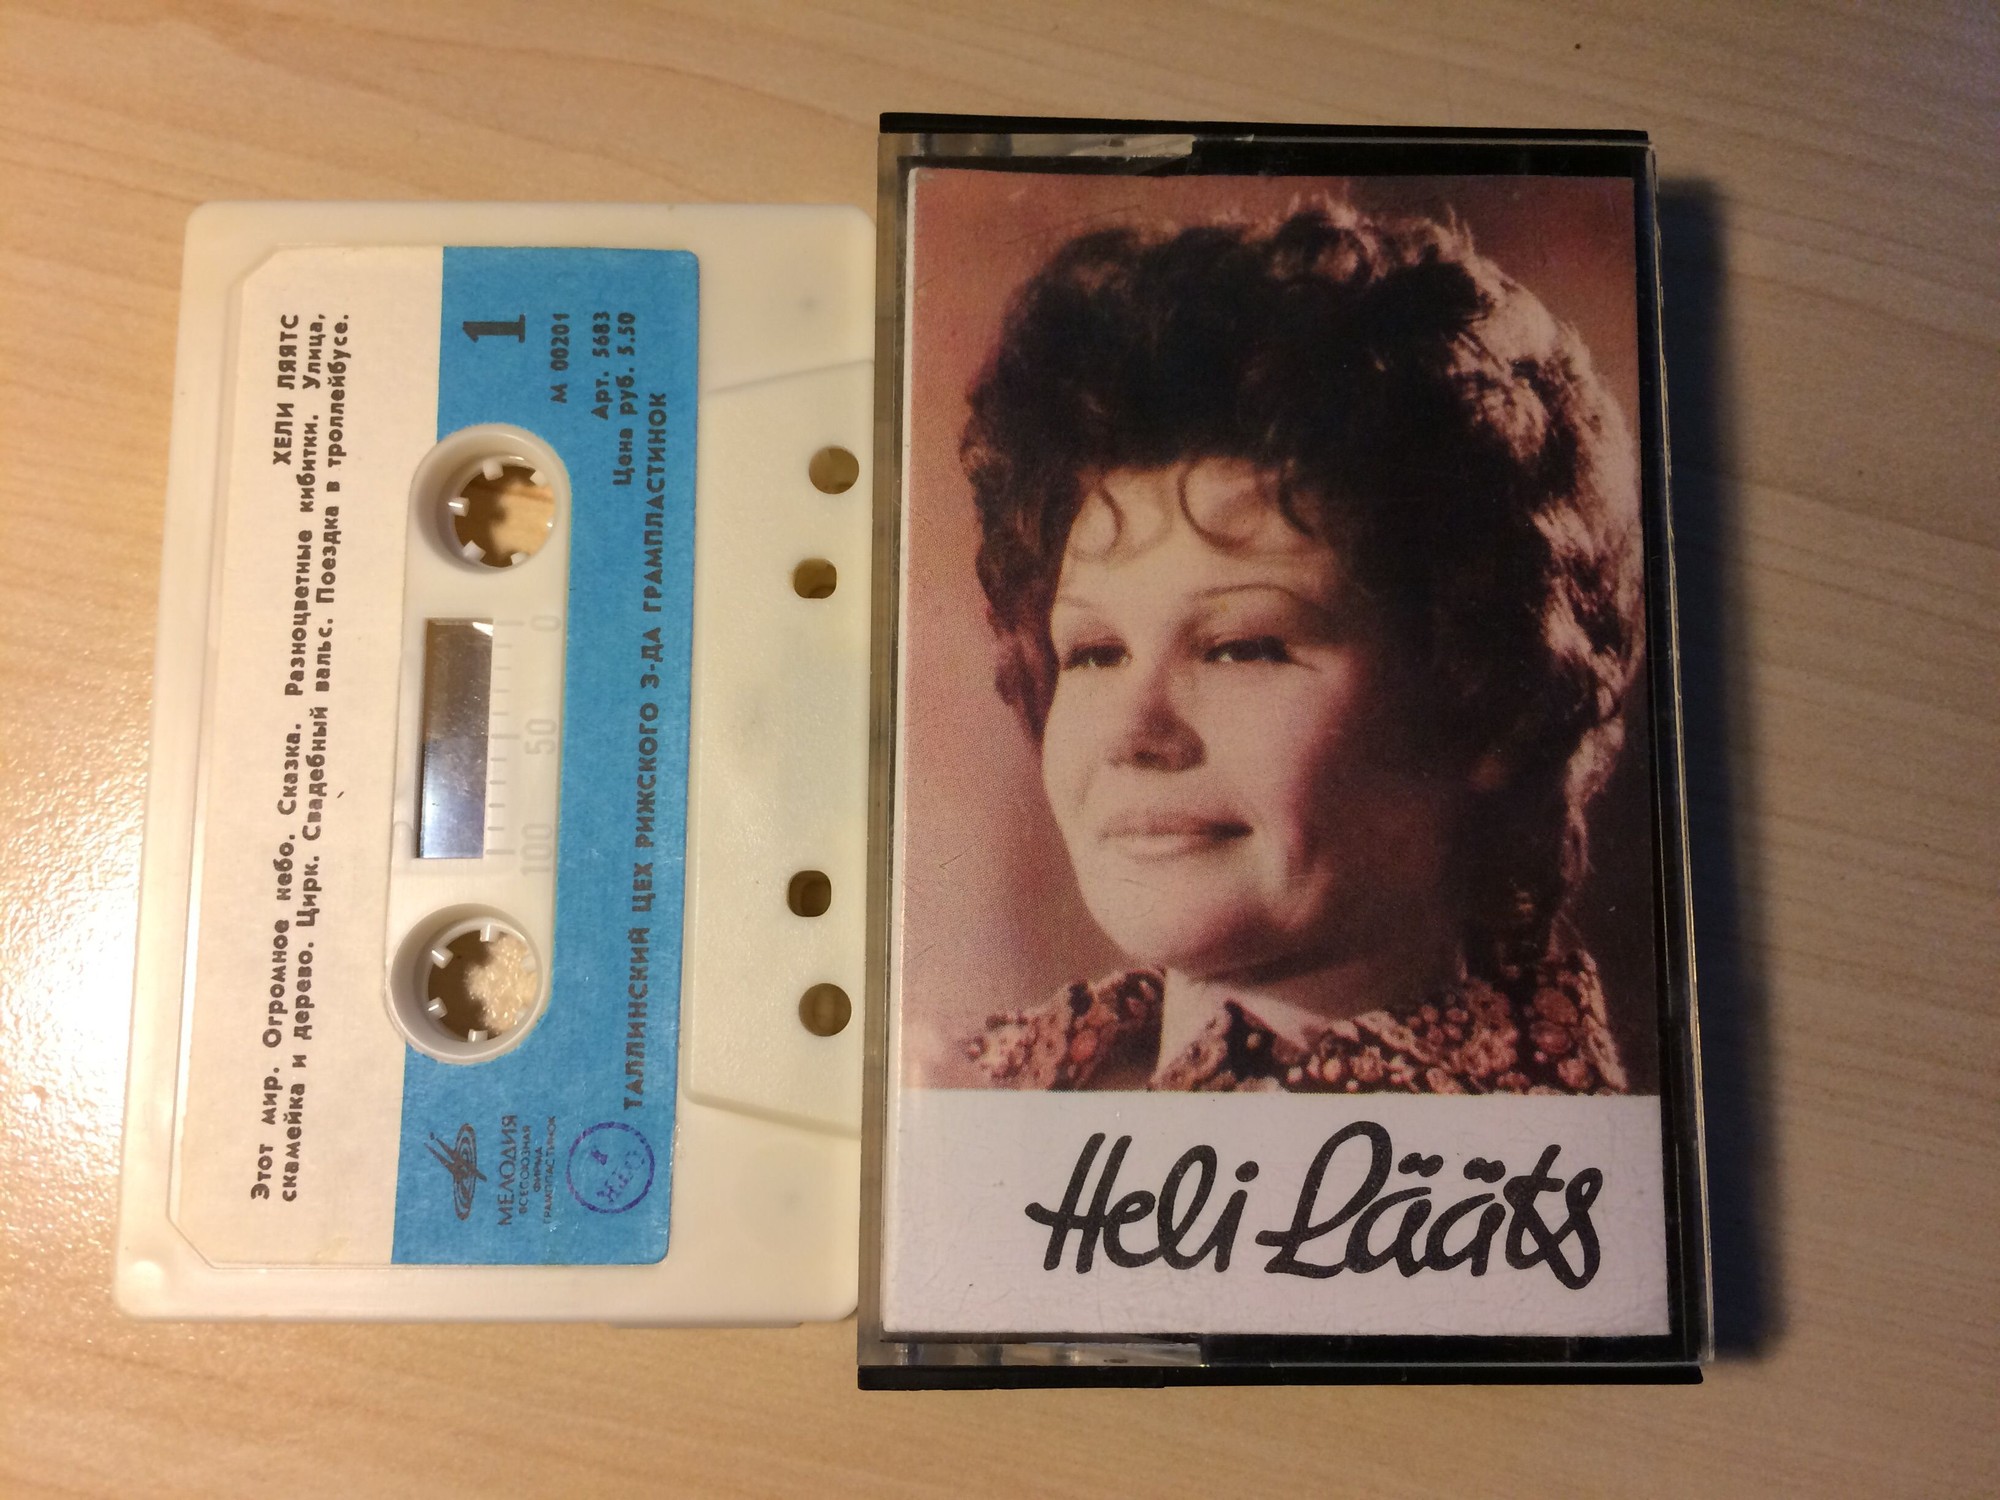 ХЕЛИ ЛЯЯТС
Этот мир. Огромное небо. Сказка. Разноцветные кибитки. Улица,
скамейка и дерево. Цирк. Свадебный вальс. Поездка в троллейбусе.
1
М 00201
Арт. 5683
Цена руб. 5.50
ТАЛЛИНСКИЙ ЦЕХ РИЖСКОГО З-ДА ГРАМПЛАСТИНОК
МЕЛОДИЯ
ВСЕСОЮЗНАЯ
ФИРМА
ГРАМПЛАСТИНОК
0
50
100
Heli Lääts